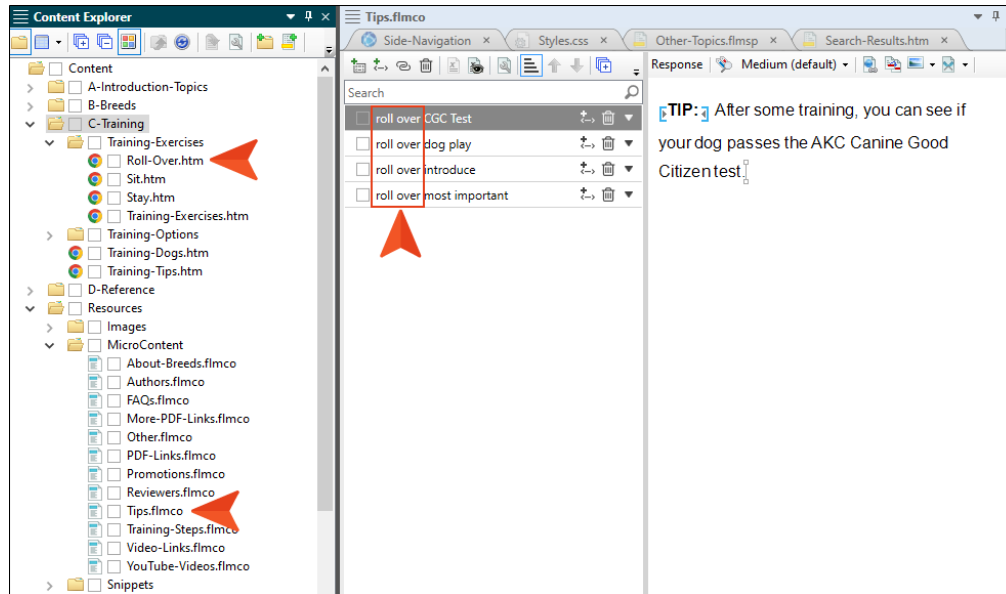 Content Explorer
Content
A-Introduction-Topics
B-Breeds
C-Training
Training-Exercises
Roll-Over.htm
Sit.htm
Stay.htm
Training-Exercises.htm
Training-Options
Training-Dogs.htm
Training-Tips.htm
D-Reference
Resources
Images
MicroContent
About-Breeds.flmco
Authors.flmco
FAQs.flmco
More-PDF-Links.flmco
Other.flmco
PDF-Links.flmco
Promotions.flmco
Reviewers.flmco
Tips.flmco
Training-Steps.flmco
Video-Links.flmco
YouTube-Videos.flmco
Snippets
Tips.flmco
Side-Navigation Styles.css Other-Topics.flmsp Search-Results.htm
Search
roll over CGC Test
roll over dog play
roll over introduce
roll over most important
Response Medium (default)
TIP: After some training, you can see if
your dog passes the AKC Canine Good
Citizen test.